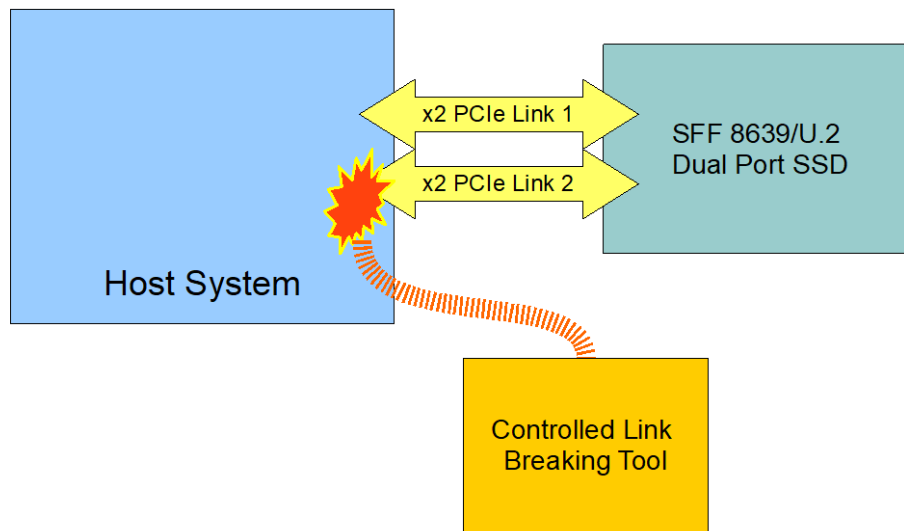 x2 PCIe Link 1
SFF 8639/U.2
Dual Port SSD
x2 PCIe Link 2
Host System
Controlled Link
Breaking Tool